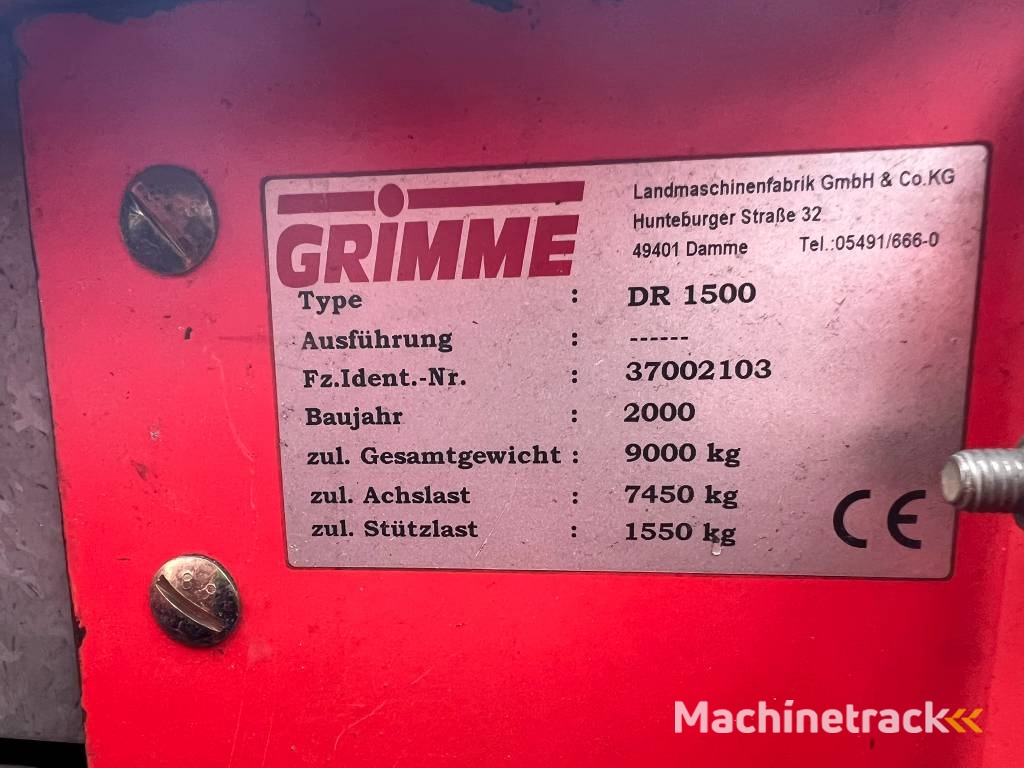 GRIMME
Landmaschinenfabrik GmbH & Co.KG
Hunteburger Straße 32
49401 Damme Tel.:05491/666-0
Type : DR 1500
Ausführung : ------
Fz.Ident.-Nr. : 37002103
Baujahr : 2000
zul. Gesamtgewicht : 9000 kg
zul. Achslast : 7450 kg
zul. Stützlast : 1550 kg
CE
Machinetrack